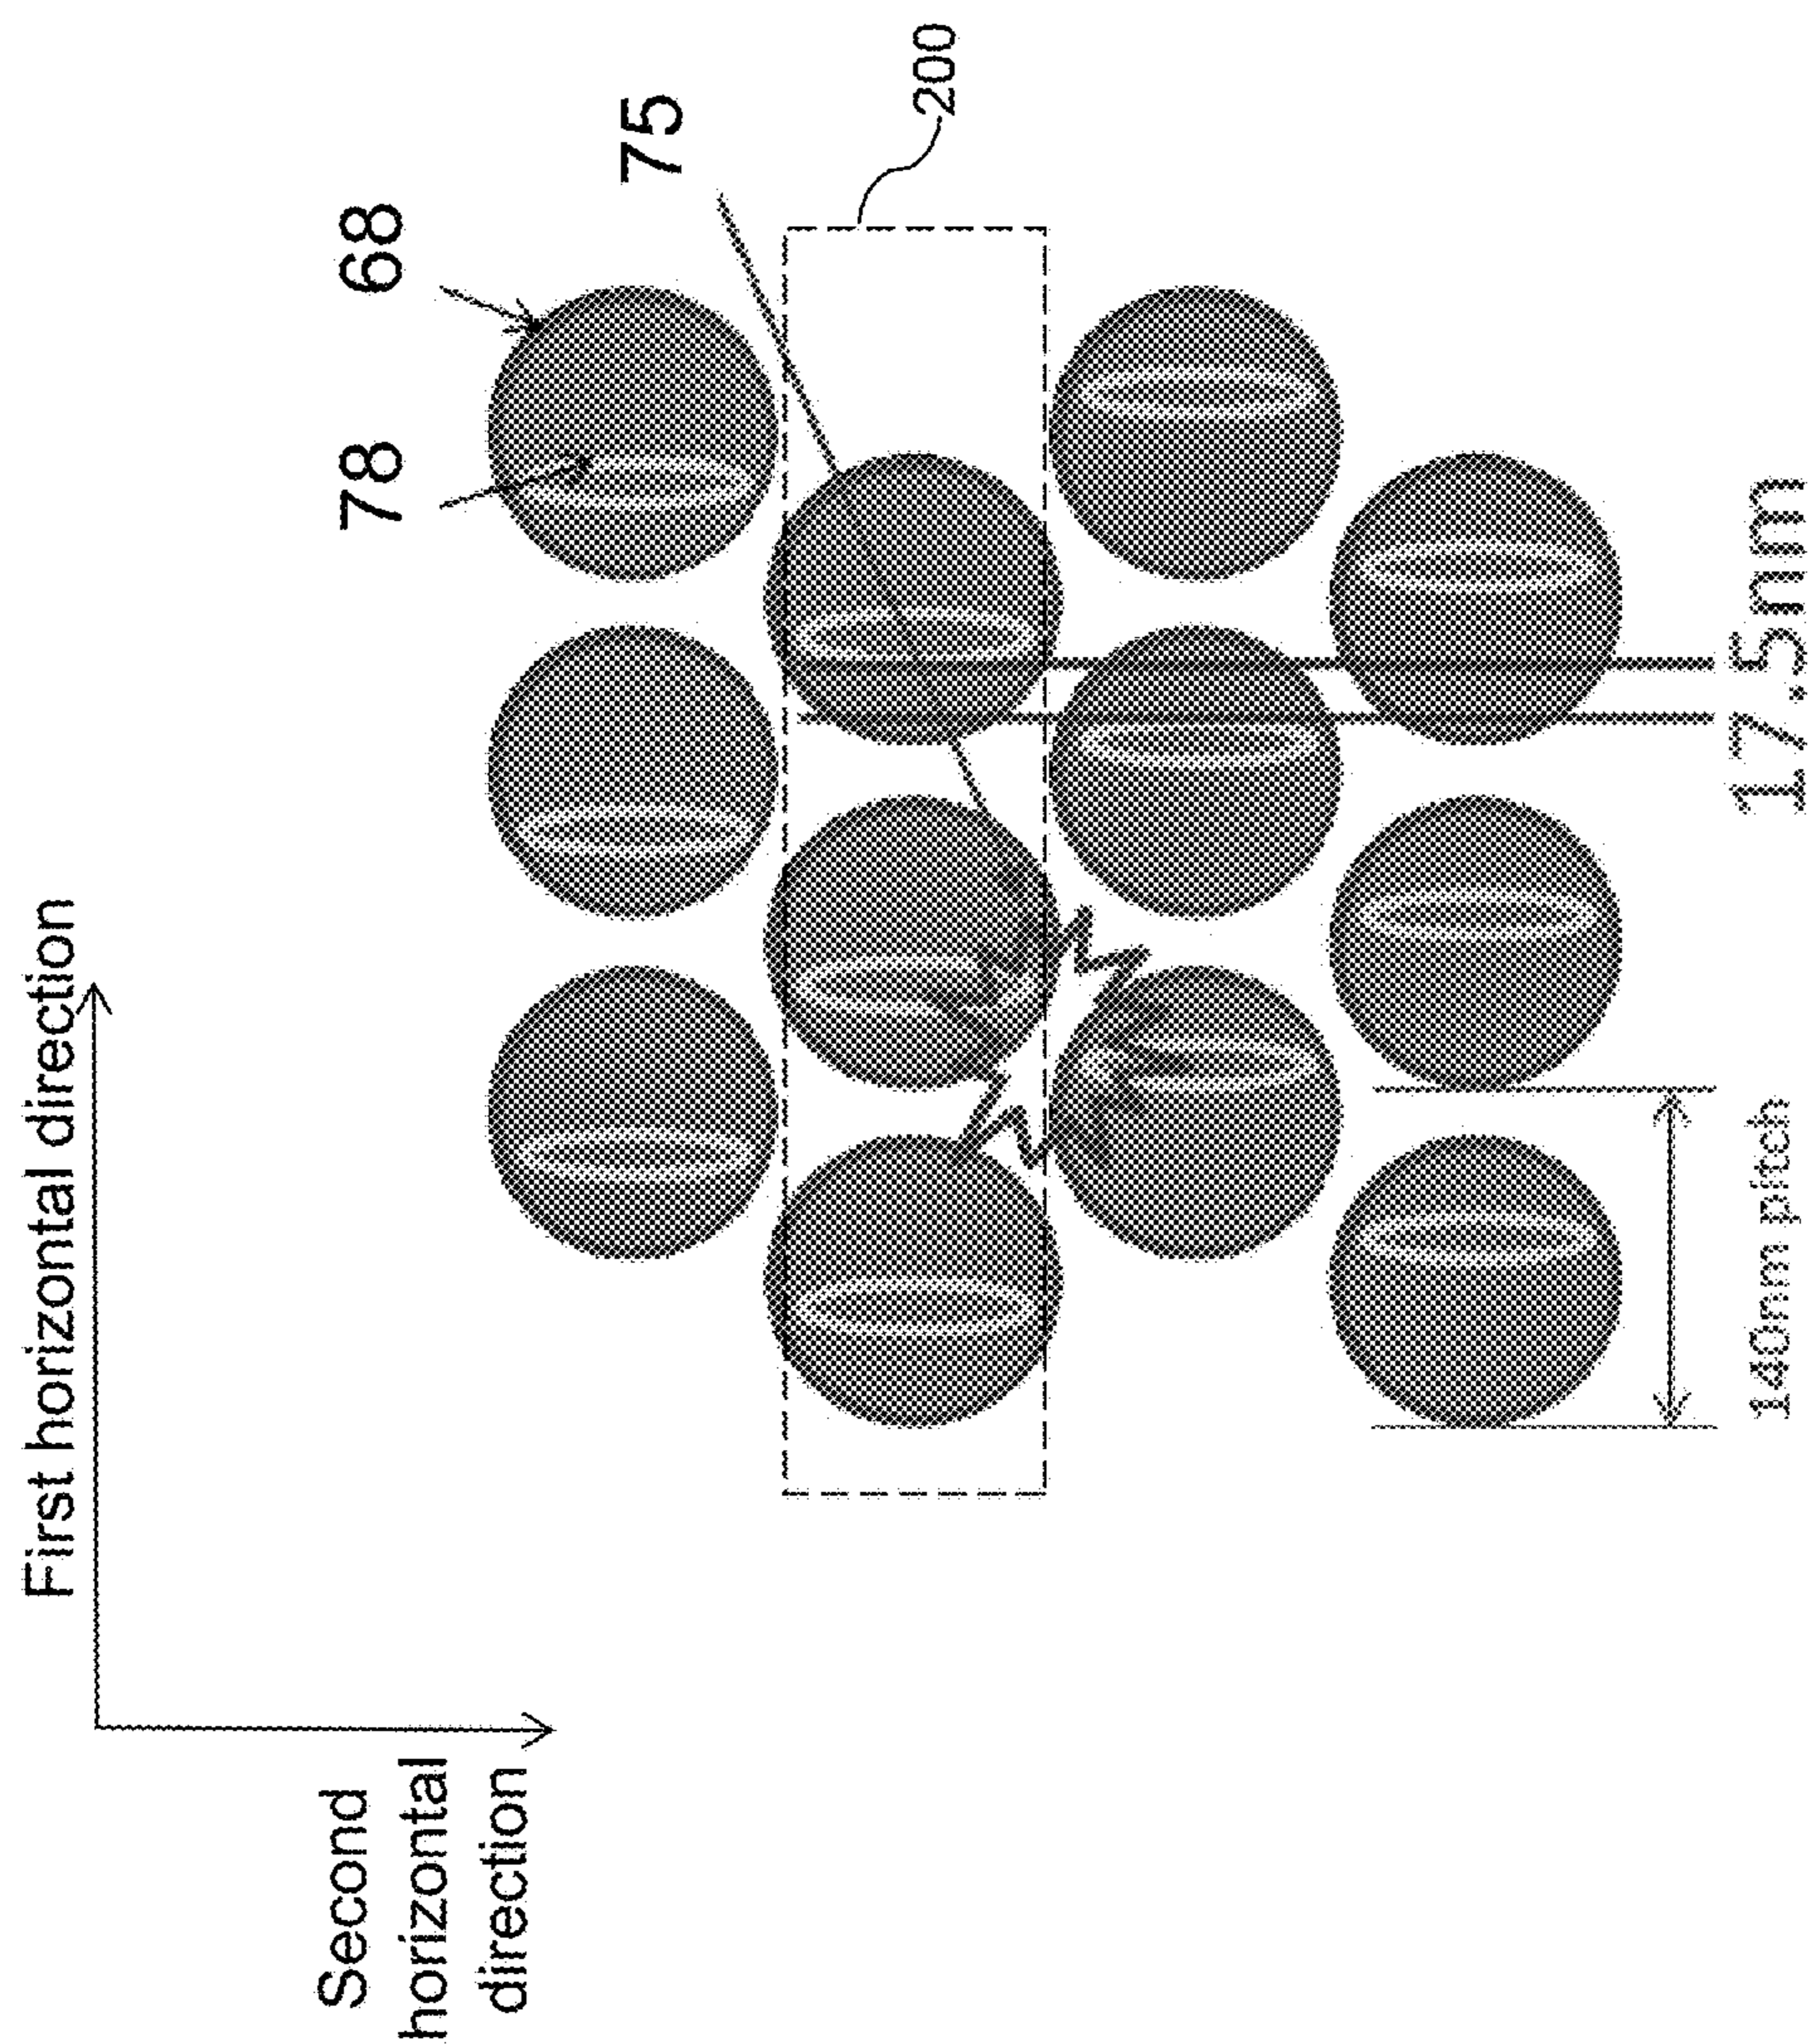 First horizontal direction
Second
horizontal
direction
78
68
75
200
17.5nm
140nm pitch